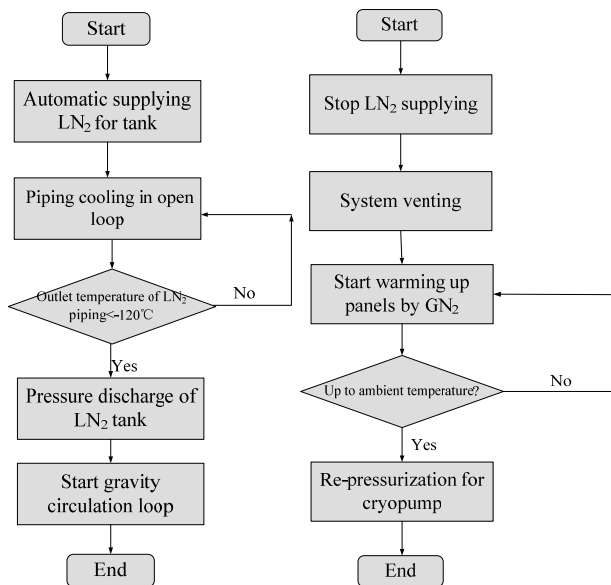 Start
Automatic supplying
LN₂ for tank
Piping cooling in open
loop
Outlet temperature of LN₂
piping<-120℃
No
Yes
Pressure discharge of
LN₂ tank
Start gravity
circulation loop
End
Start
Stop LN₂ supplying
System venting
Start warming up
panels by GN₂
Up to ambient temperature?
No
Yes
Re-pressurization for
cryopump
End